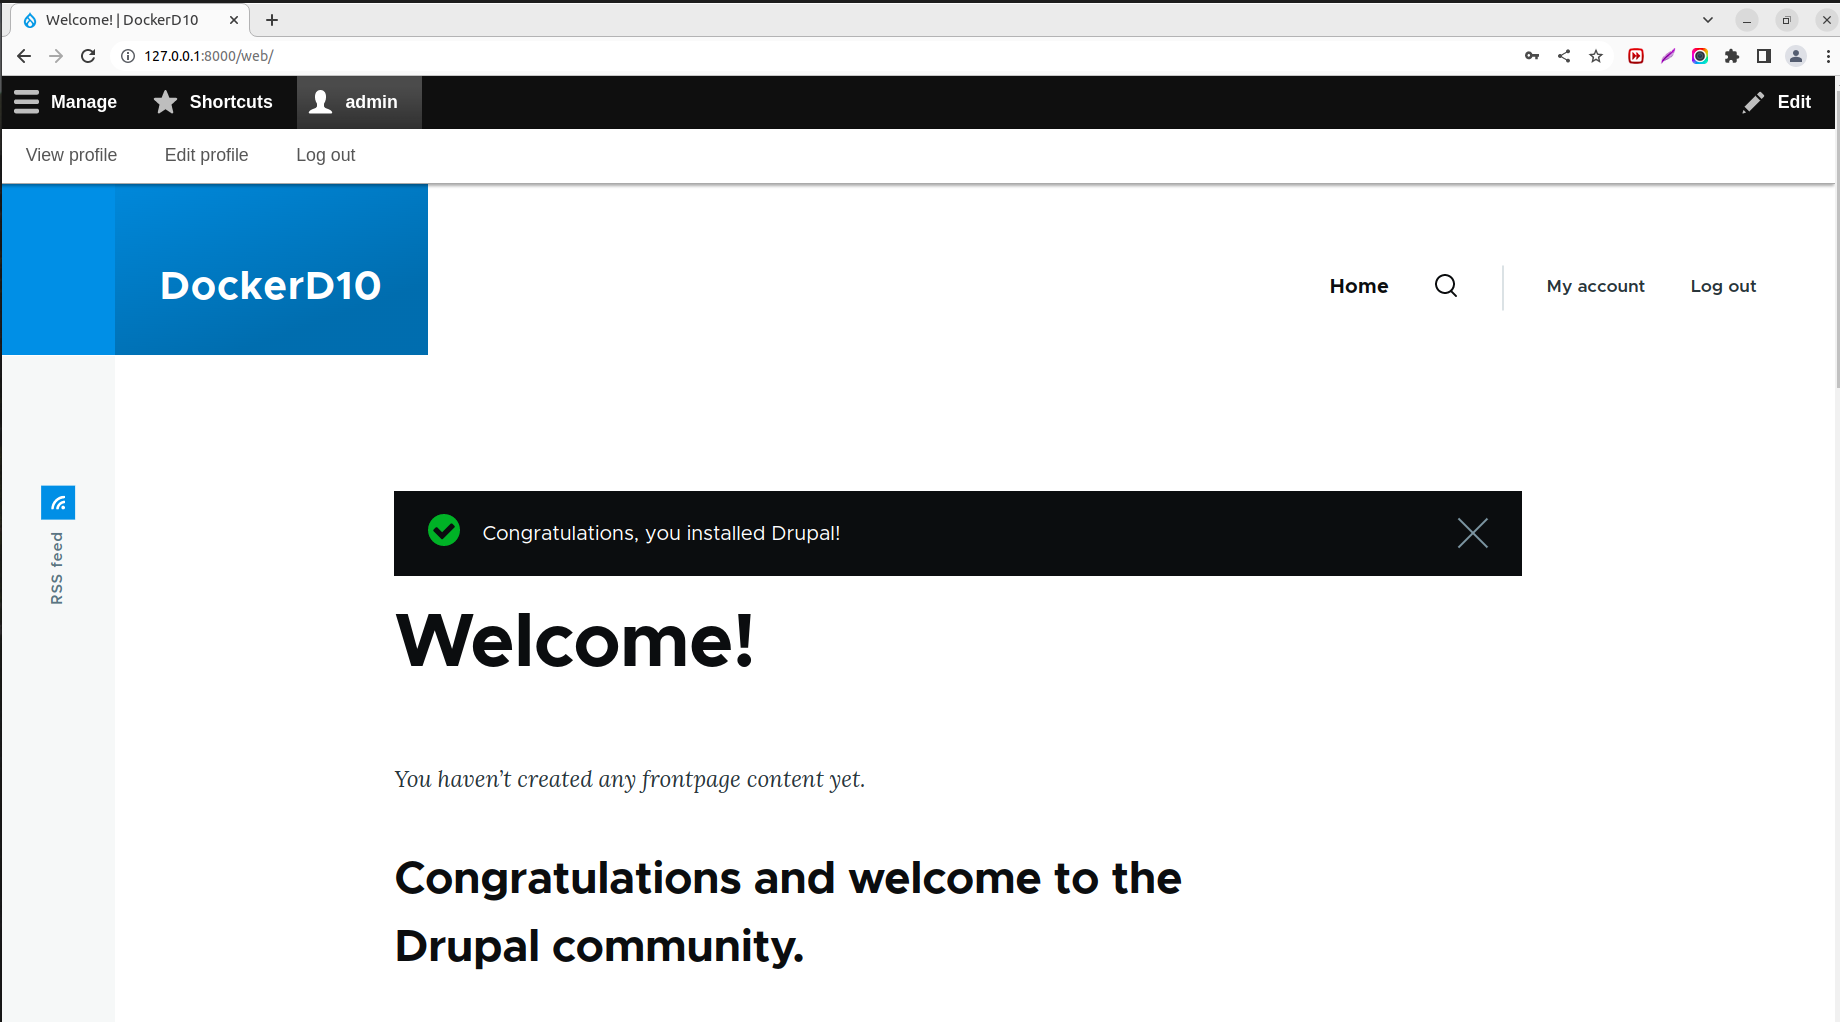 Welcome! | DockerD10
127.0.0.1:8000/web/
Manage
Shortcuts
admin
Edit
View profile
Edit profile
Log out
DockerD10
Home
My account
Log out
RSS feed
Congratulations, you installed Drupal!
Welcome!
You haven’t created any frontpage content yet.
Congratulations and welcome to the
Drupal community.